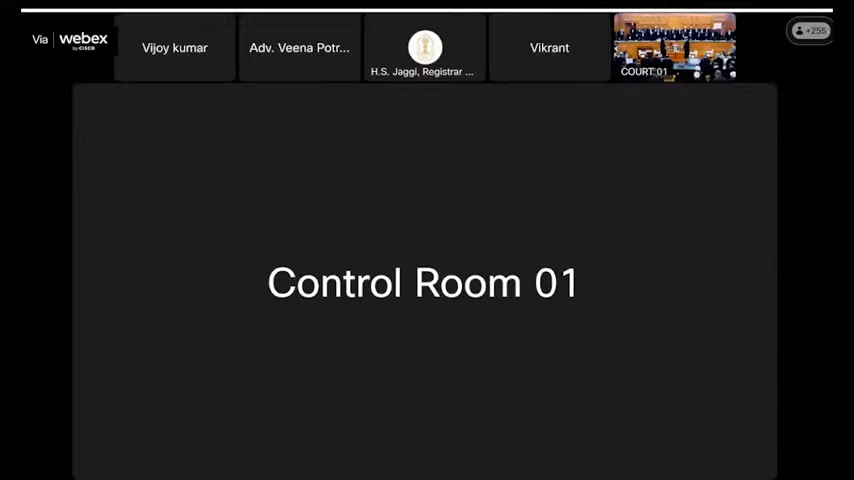 Via webex
by CISCO
Vijoy kumar
Adv. Veena Potr...
H.S. Jaggi, Registrar ...
Vikrant
COURT 01
+255
Control Room 01